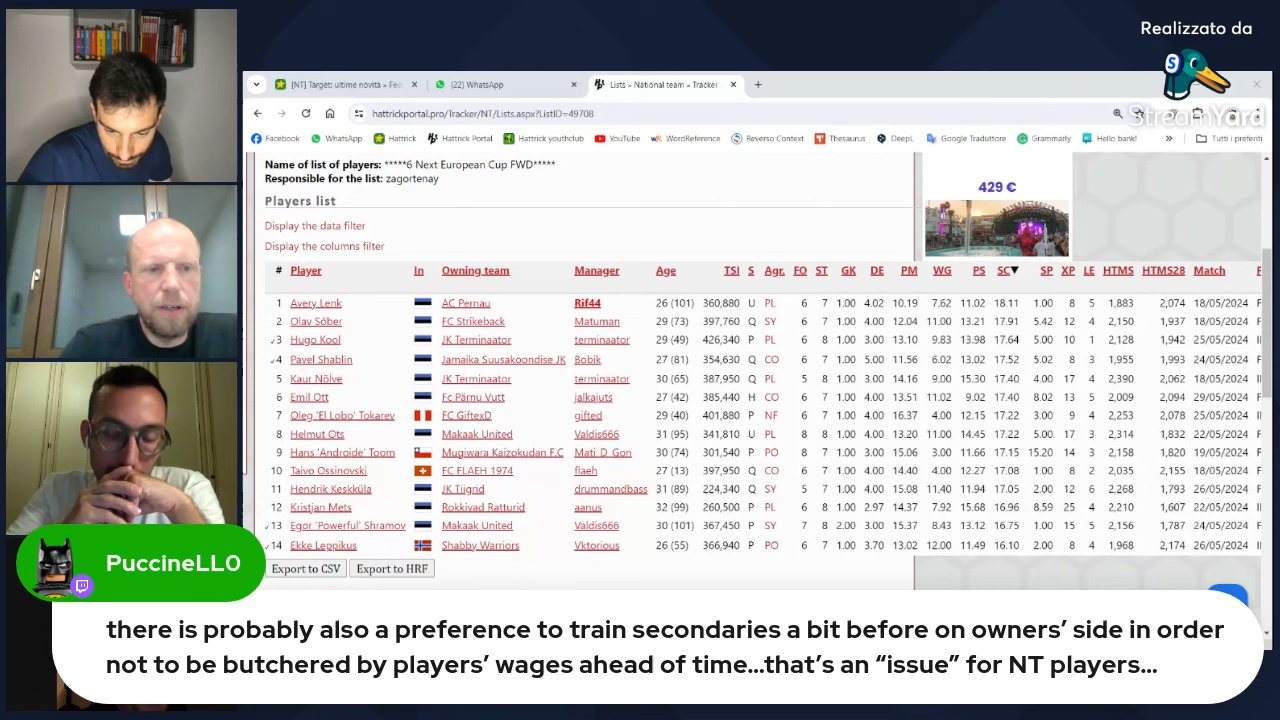 Realizzato da
StreamYard
[NT] Target: ultime novità » Fed
(22) WhatsApp
Lists » National team » Tracker
hattrickportal.pro/Tracker/NT/Lists.aspx?ListID=49708
Facebook WhatsApp Hattrick Hattrick Portal Hattrick youthclub YouTube WordReference Reverso Context Thesaurus DeepL Google Traduttore Grammarly Hello bank! » Tutti i preferiti
Name of list of players: *****6 Next European Cup FWD*****
Responsible for the list: zagortenay
Players list
Display the data filter
Display the columns filter
429 €
# Player In Owning team Manager Age TSI S Agr. FO ST GK DE PM WG PS SC▼ SP XP LE HTMS HTMS28 Match
1 Avery Lenk AC Pernau Rif44 26 (101) 360,880 U PL 6 7 1.00 4.02 10.19 7.62 11.02 18.11 1.00 8 5 1,883 2,074 18/05/2024
2 Olav Sõber FC Strikeback Matuman 29 (73) 397,760 Q SY 6 7 1.00 4.00 12.04 11.00 13.21 17.91 5.42 12 4 2,150 1,937 18/05/2024
✓3 Hugo Kool JK Terminaator terminaator 29 (49) 426,340 P PL 6 8 1.00 3.00 13.10 9.83 13.98 17.64 5.00 10 1 2,128 1,942 25/05/2024
✓4 Pavel Shablin Jamajka Suusakoondise JK Bobik 27 (81) 354,630 Q CO 7 7 1.00 5.00 11.56 6.02 13.02 17.52 5.02 8 3 1,955 24/05/2024
5 Kaur Nõlve JK Terminaator terminaator 30 (65) 387,950 Q PL 5 8 1.00 3.00 14.16 9.00 15.30 17.40 4.00 17 4 2,390 2,062 18/05/2024
6 Emil Ott Fc Pärnu Vutt jalkajuts 27 (42) 385,440 H CO 7 8 1.00 4.00 13.51 11.02 9.02 17.40 8.02 13 5 2,009 2,094 25/05/2024
7 Oleg 'El Lobo' Tokarev FC GiftexD gifted 29 (40) 401,880 P NF 6 7 1.00 4.00 16.37 4.00 12.15 17.22 3.00 9 4 2,253 2,078 25/05/2024
8 Helmut Ots Makaak United Valdis666 31 (95) 341,810 U PL 8 8 1.00 4.00 13.20 11.00 14.45 17.22 5.00 17 3 2,314 1,832 22/05/2024
9 Hans 'Androide' Toom Mugiwara Kaizokudan F.C Mati_D_Gon 30 (74) 301,540 P PO 8 7 1.00 3.00 15.06 3.00 11.66 17.15 15.20 14 3 2,158 1,820 19/05/2024
10 Taivo Ossinovski FC FLAEH 1974 flaeh 27 (13) 397,950 Q CO 6 7 1.00 4.00 14.40 4.00 12.27 17.08 1.00 8 2 2,035 2,155 18/05/2024
11 Hendrik Keskküla JK Tiigrid drummandbass 31 (89) 224,340 Q SY 5 7 1.00 4.00 15.08 11.40 11.94 17.05 2.00 12 6 2,266 1,793 26/05/2024
12 Kristjan Mets Rokkivad Ratturid aanus 32 (99) 260,500 P PL 6 8 1.00 2.97 14.37 7.92 15.68 16.96 8.59 25 4 2,210 1,607 22/05/2024
✓13 Egor 'Powerful' Shramov Makaak United Valdis666 30 (101) 367,450 P SY 7 8 2.00 3.00 15.37 8.43 13.12 16.75 1.00 15 5 2,156 1,787 24/05/2024
✓14 Ekke Leppikus Shabby Warriors Vktorious 26 (55) 366,940 P PO 6 7 1.00 3.70 13.02 12.00 11.49 16.10 2.00 8 4 1,968 2,174 26/05/2024
Export to CSV Export to HRF
PuccineLL0
there is probably also a preference to train secondaries a bit before on owners' side in order
not to be butchered by players' wages ahead of time...that's an “issue” for NT players...